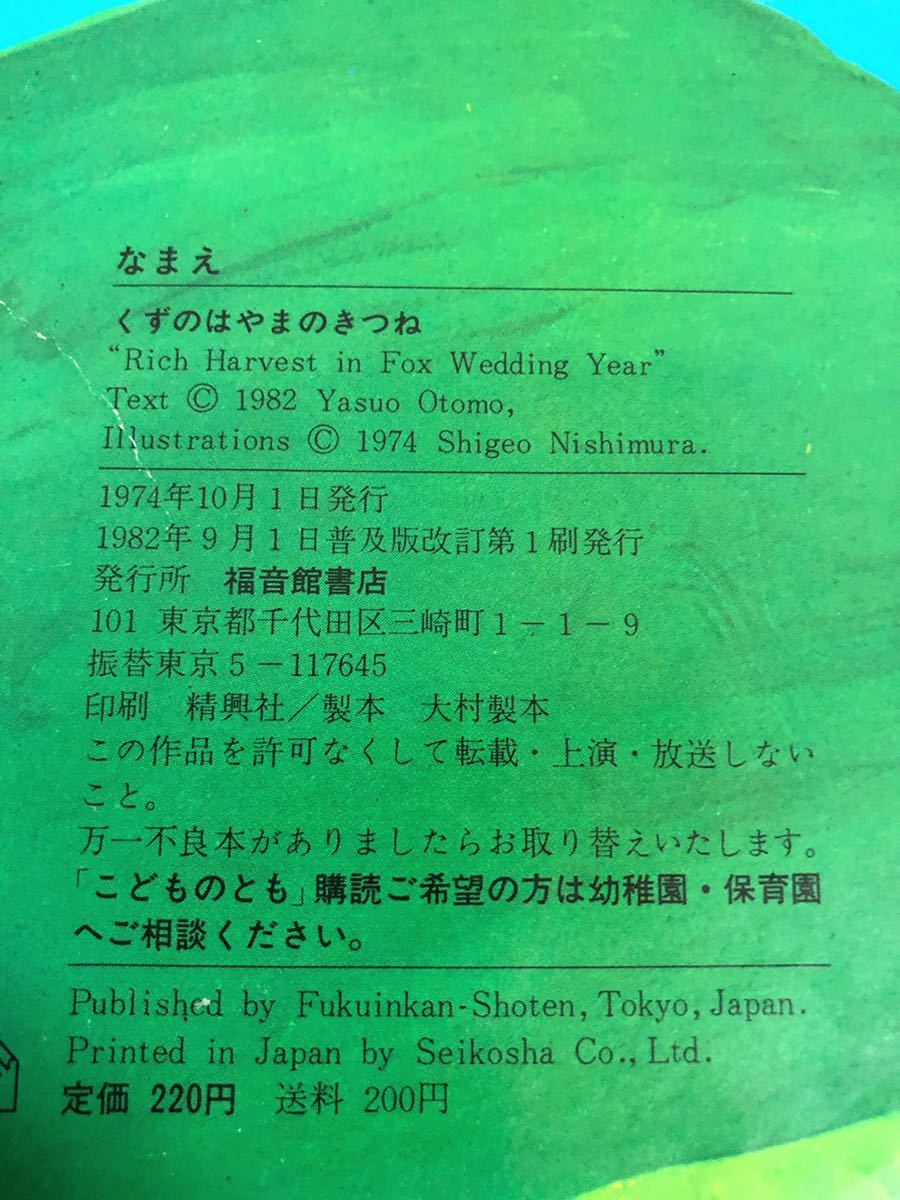 なまえ
くずのはやまのきつね
“Rich Harvest in Fox Wedding Year”
Text © 1982 Yasuo Otomo,
Illustrations © 1974 Shigeo Nishimura.
1974年10月1日発行
1982年9月1日普及版改訂第1刷発行
発行所 福音館書店
101 東京都千代田区三崎町1-1-9
振替東京5-117645
印刷 精興社/製本 大村製本
この作品を許可なくして転載・上演・放送しない
こと。
万一不良本がありましたらお取り替えいたします。
「こどものとも」購読ご希望の方は幼稚園・保育園
へご相談ください。
Published by Fukuinkan-Shoten, Tokyo, Japan.
Printed in Japan by Seikosha Co., Ltd.
定価 220円 送料 200円